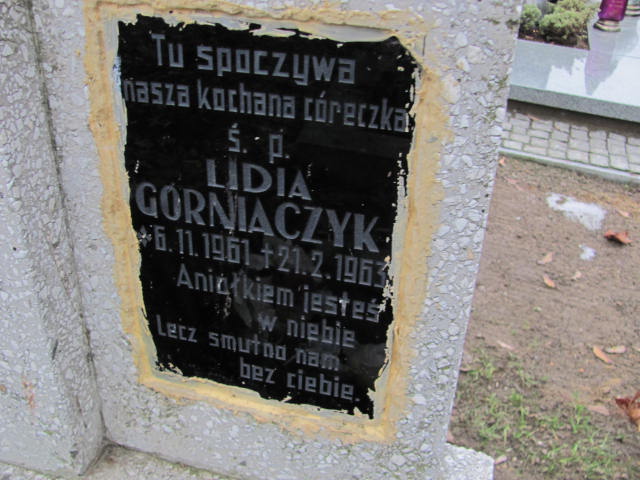 Tu spoczywa
nasza kochana córeczka
ś. p.
LIDIA
GÓRNIACZYK
* 6.11.1961 † 21.2.1963
Aniołkiem jesteś
w niebie
Lecz smutno nam
bez ciebie.